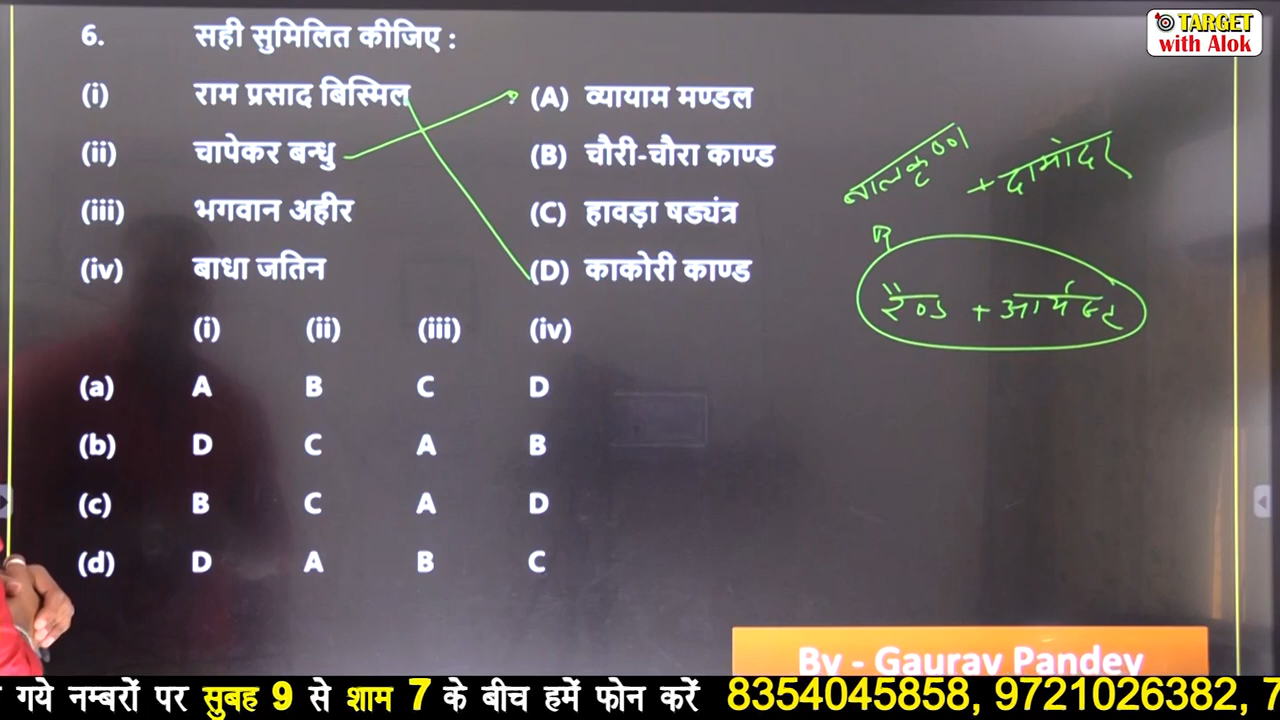 TARGET
with Alok
6. सही सुमिलित कीजिए :
(i) राम प्रसाद बिस्मिल (A) व्यायाम मण्डल
(ii) चापेकर बन्धु (B) चौरी-चौरा काण्ड
(iii) भगवान अहीर (C) हावड़ा षड्यंत्र
(iv) बाधा जतिन (D) काकोरी काण्ड
बालकृष्ण + दामोदर
रैण्ड + आयर्स्ट
(i) (ii) (iii) (iv)
(a) A B C D
(b) D C A B
(c) B C A D
(d) D A B C
By - Gaurav Pandey
गये नम्बरों पर सुबह 9 से शाम 7 के बीच हमें फोन करें 8354045858, 9721026382, 7